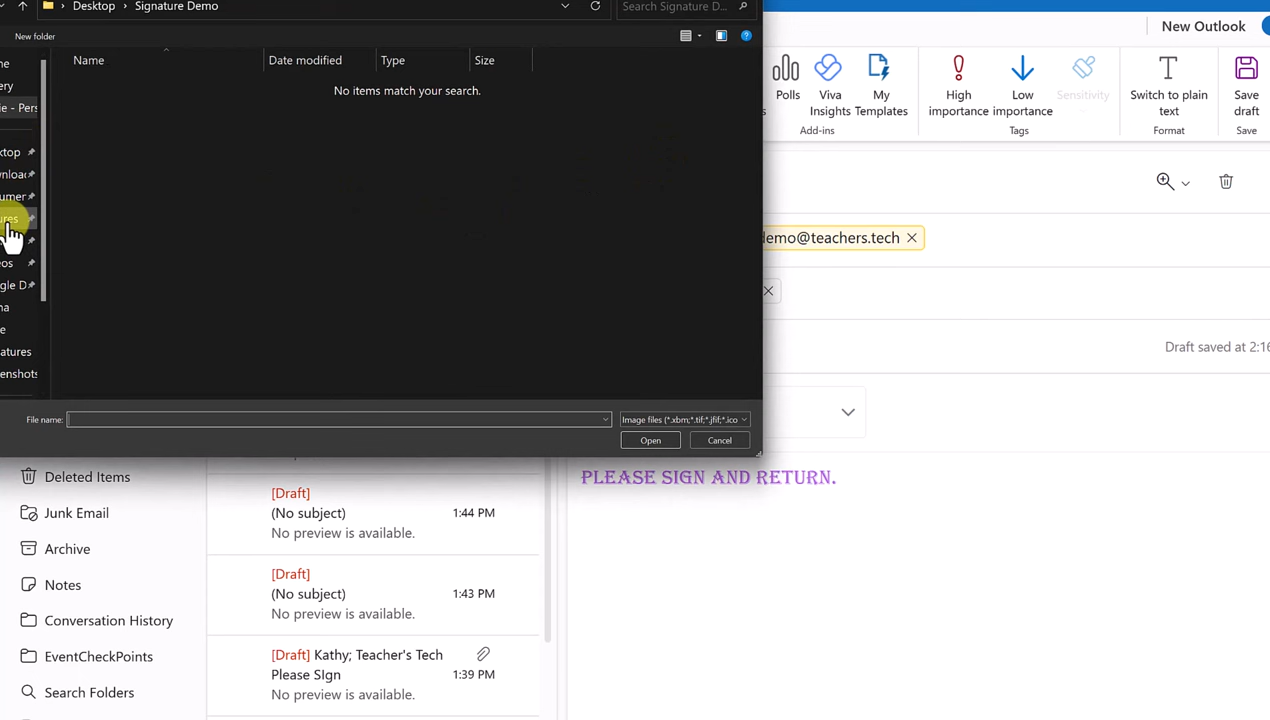 Desktop > Signature Demo
Search Signature D...
New Outlook
New folder
Name
Date modified
Type
Size
No items match your search.
Polls
Viva Insights
My Templates
Add-ins
High importance
Low importance
Sensitivity
Tags
Switch to plain text
Format
Save draft
Save
File name:
Image files (*.xbm;*.tif;*.jfif;*.ico
Open
Cancel
demo@teachers.tech
Draft saved at 2:16
PLEASE SIGN AND RETURN.
Deleted Items
Junk Email
Archive
Notes
Conversation History
EventCheckPoints
Search Folders
[Draft]
(No subject)
1:44 PM
No preview is available.
[Draft]
(No subject)
1:43 PM
No preview is available.
[Draft] Kathy; Teacher's Tech
Please SIgn
1:39 PM
No preview is available.